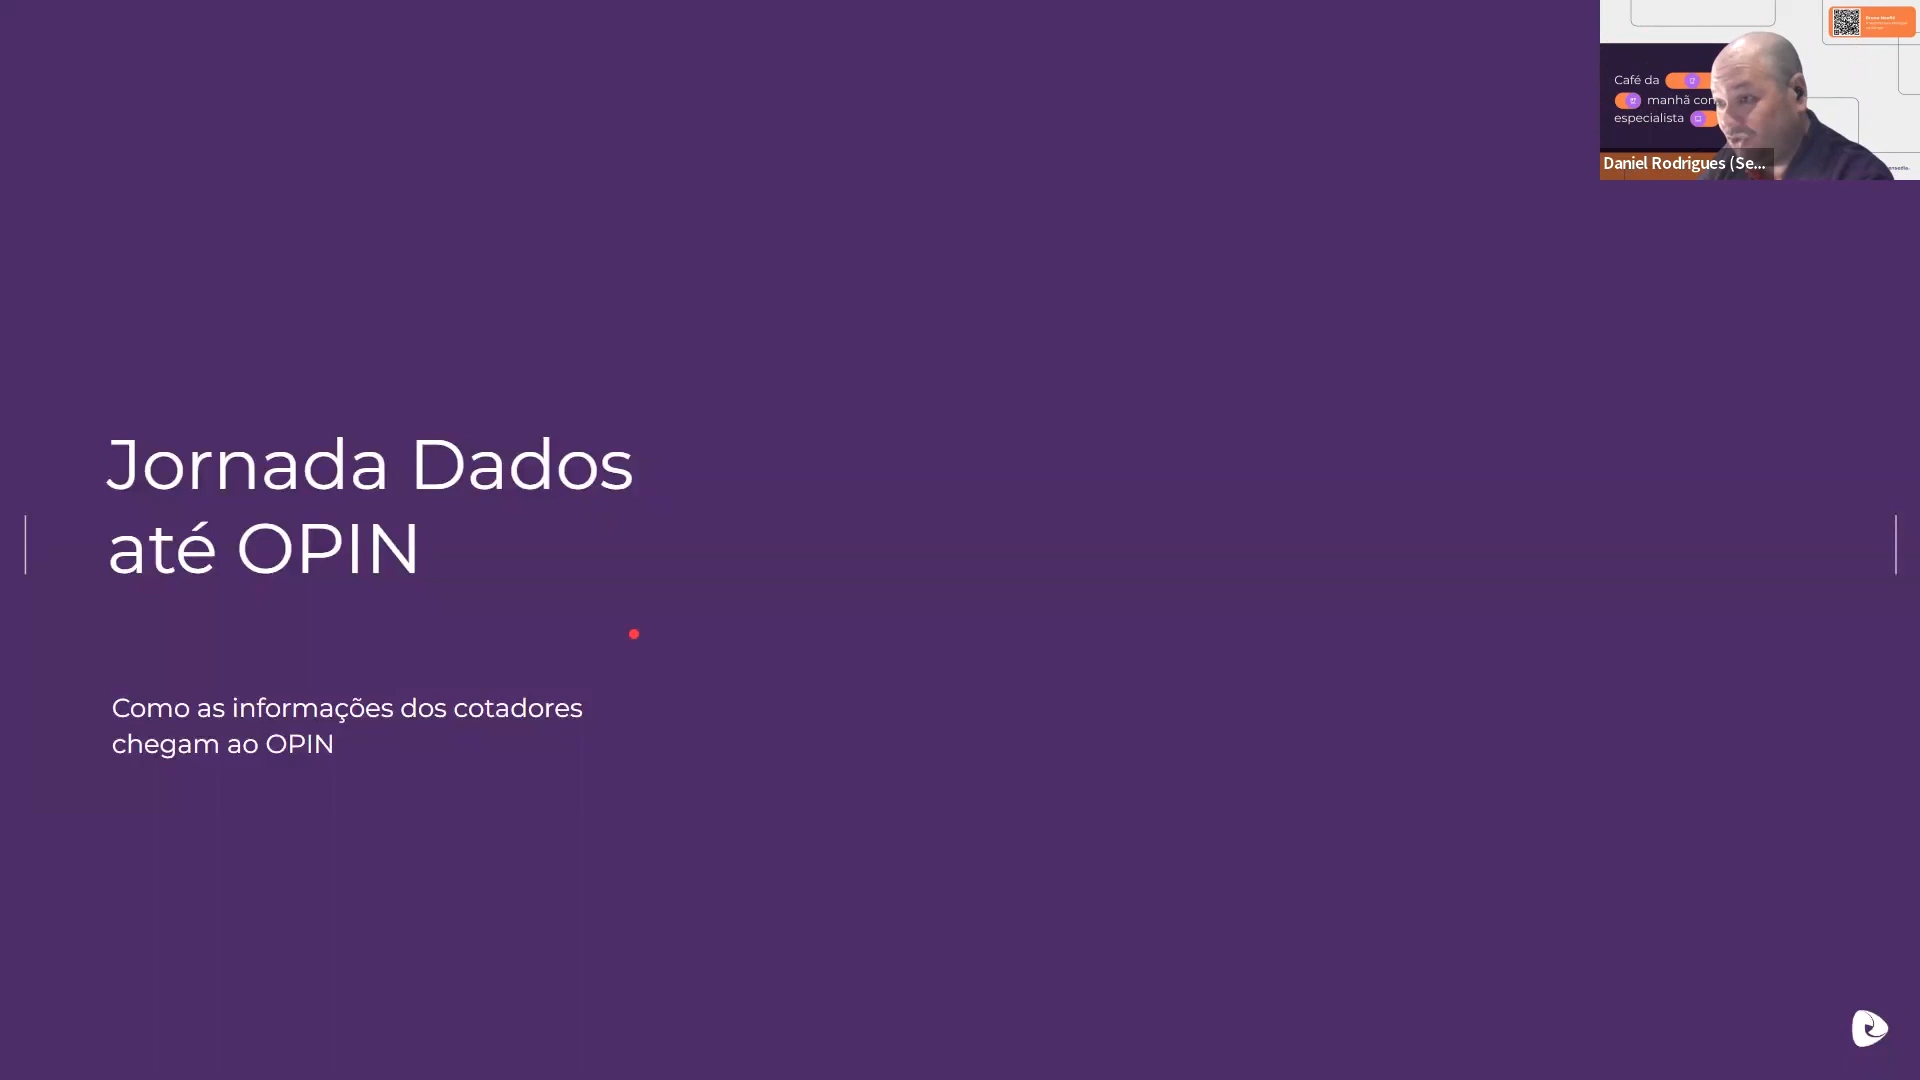 Jornada Dados
até OPIN
Como as informações dos cotadores
chegam ao OPIN
Café da
manhã con
especialista
Daniel Rodrigues (Se...